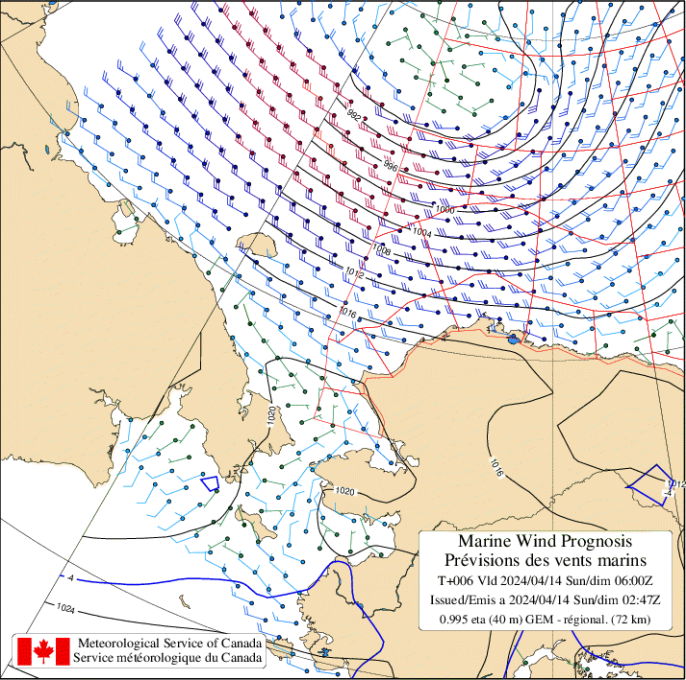 992
996
1000
1004
1008
1012
1016
1020
1016
1020
4
1024
Marine Wind Prognosis
Prévisions des vents marins
T+006 Vld 2024/04/14 Sun/dim 06:00Z
Issued/Emis a 2024/04/14 Sun/dim 02:47Z
0.995 eta (40 m) GEM - régional. (72 km)
Meteorological Service of Canada
Service météorologique du Canada